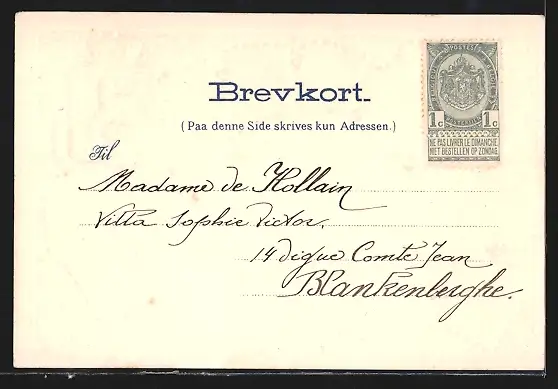 POSTES
1c 1c
NE PAS LIVRER LE DIMANCHE
NIET BESTELLEN OP ZONDAG
Brevkort.
(Paa denne Side skrives kun Adressen.)
Til
Madame de Hollain
Villa Sophie Victor.
14 digue Comte Jean
Blankenberghe.